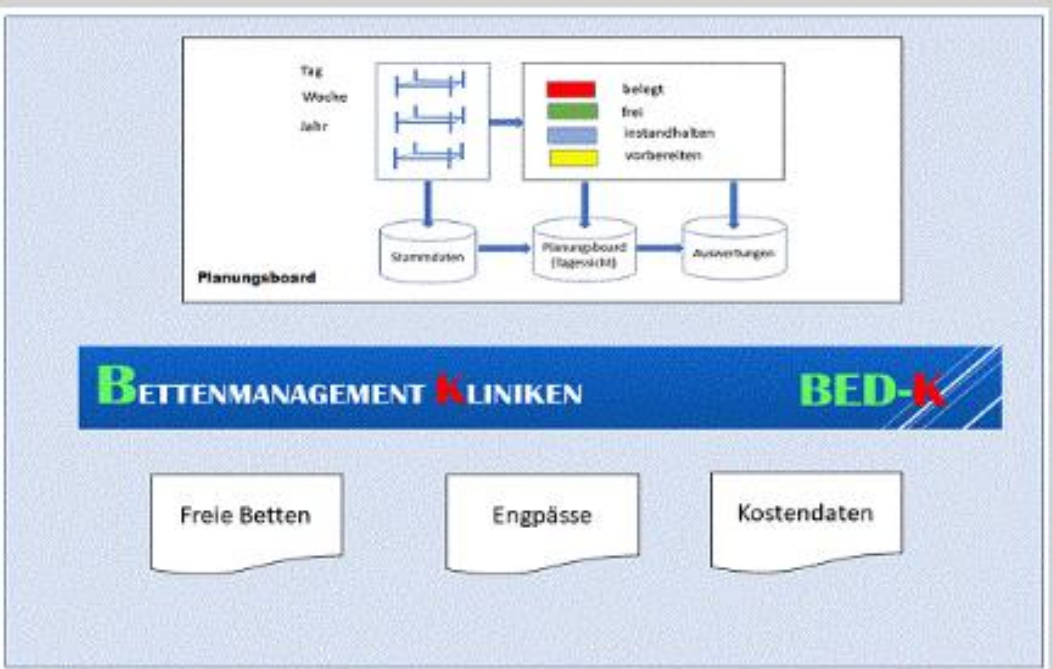 Tag
Woche
Jahr
belegt
frei
instandhalten
vorbereiten
Stammdaten
Planungsboard
(Tagessicht)
Auswertungen
Planungsboard
BETTENMANAGEMENT KLINIKEN
BED-K
Freie Betten
Engpässe
Kostendaten